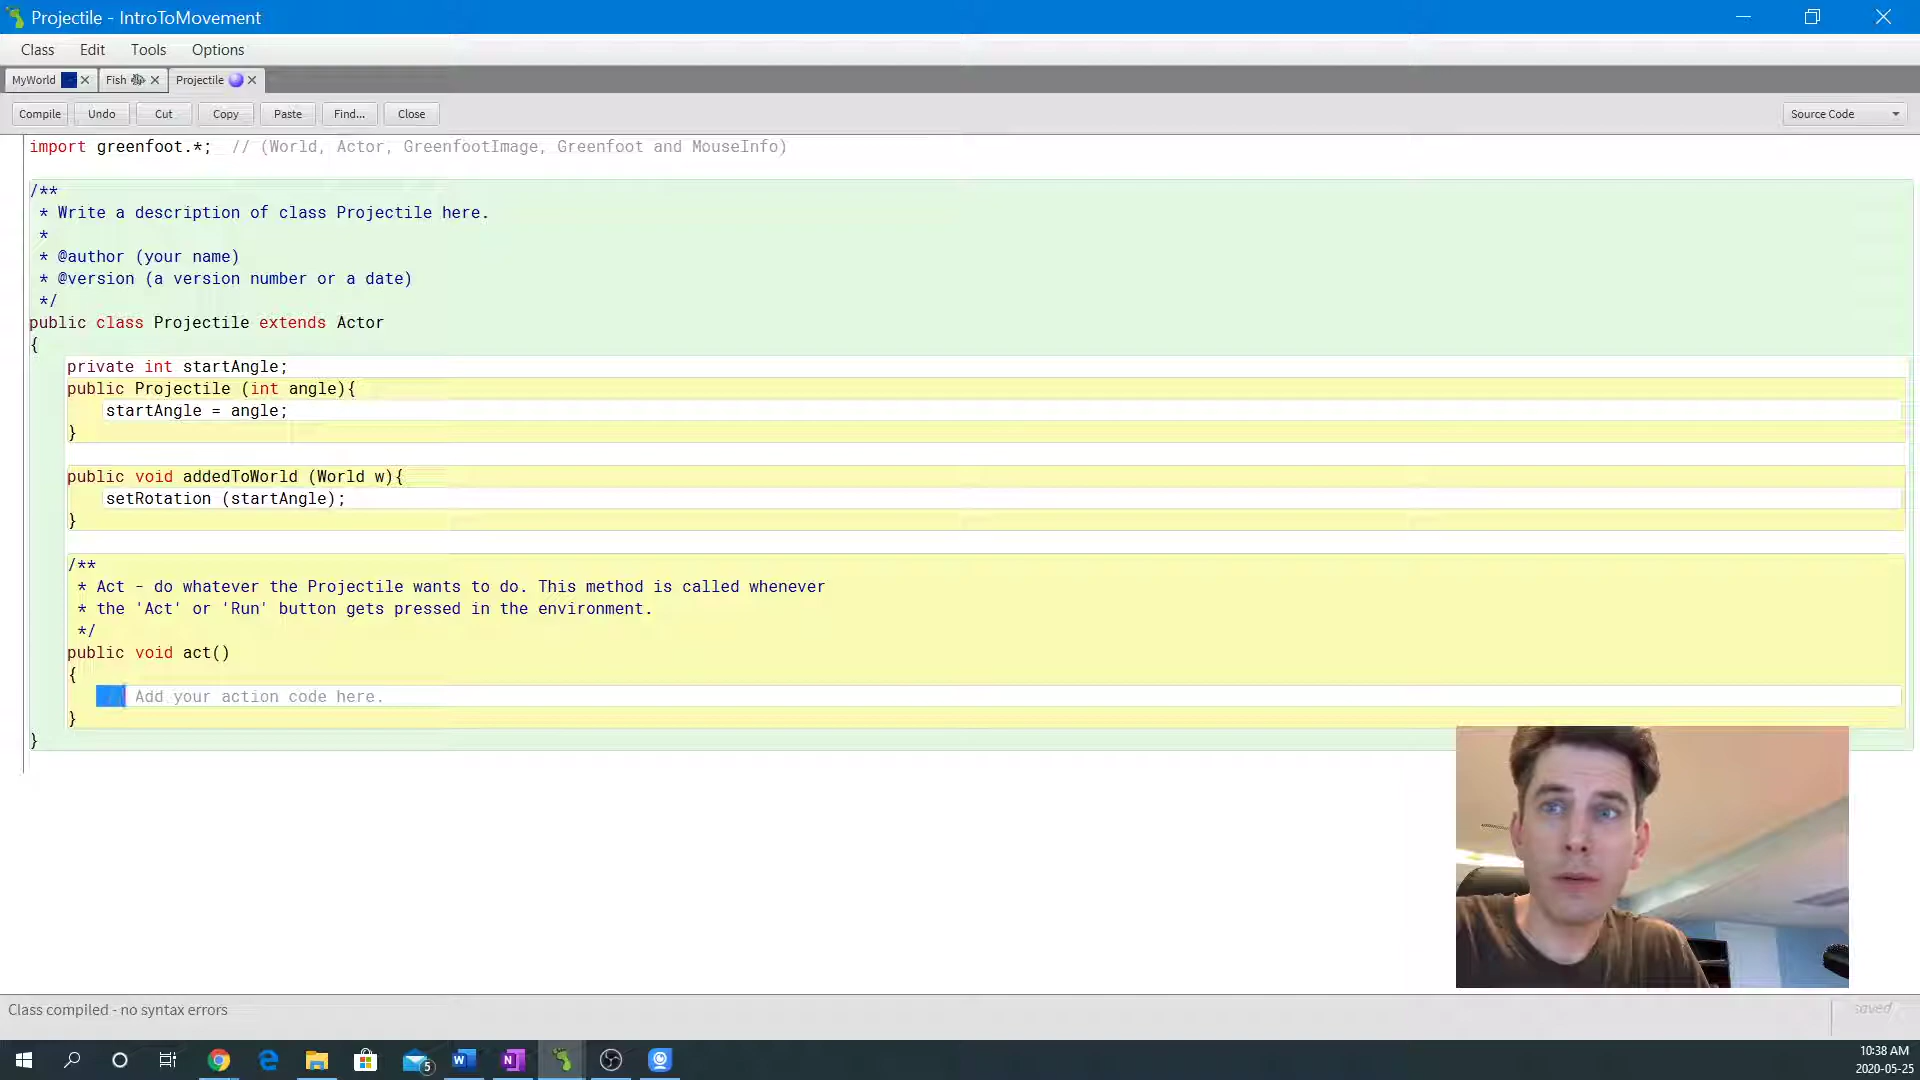 Projectile - IntroToMovement
Class Edit Tools Options
MyWorld Fish Projectile
Compile Undo Cut Copy Paste Find... Close Source Code
import greenfoot.*; // (World, Actor, GreenfootImage, Greenfoot and MouseInfo)
/**
* Write a description of class Projectile here.
*
* @author (your name)
* @version (a version number or a date)
*/
public class Projectile extends Actor
{
private int startAngle;
public Projectile (int angle){
startAngle = angle;
}
public void addedToWorld (World w){
setRotation (startAngle);
}
/**
* Act - do whatever the Projectile wants to do. This method is called whenever
* the 'Act' or 'Run' button gets pressed in the environment.
*/
public void act()
{
// Add your action code here.
}
}
Class compiled - no syntax errors
saved
5
10:38 AM
2020-05-25